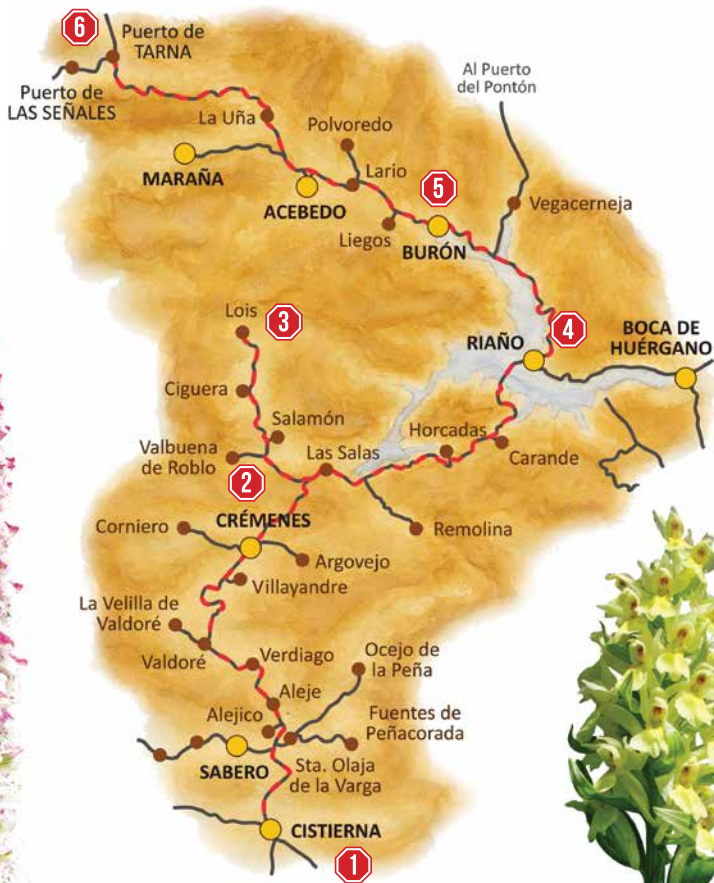 6
Puerto de
TARNA
Puerto de
LAS SEÑALES
Al Puerto
del Pontón
La Uña
Polvoredo
MARAÑA
Lario
ACEBEDO
5
Vegacerneja
Liegos
BURÓN
Lois
3
4
RIAÑO
BOCA DE
HUÉRGANO
Ciguera
Salamón
Horcadas
Valbuena
de Roblo
Las Salas
Carande
2
CRÉMENES
Corniero
Remolina
Argovejo
Villayandre
La Velilla de
Valdoré
Valdoré
Verdiago
Ocejo de
la Peña
Aleje
Alejico
Fuentes de
Peñacorada
SABERO
Sta. Olaja
de la Varga
CISTIERNA
1